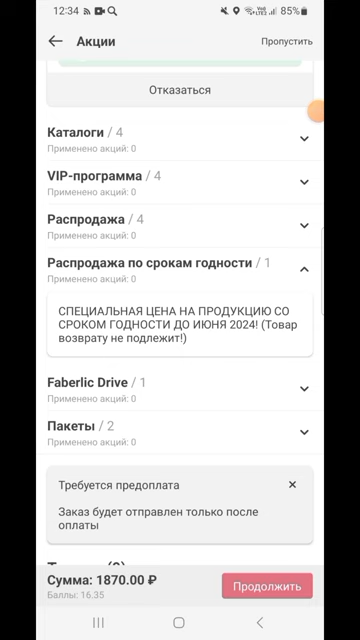 12:34
85%
Акции
Пропустить
Отказаться
Каталоги / 4
Применено акций: 0
VIP-программа / 4
Применено акций: 0
Распродажа / 4
Применено акций: 0
Распродажа по срокам годности / 1
Применено акций: 0
СПЕЦИАЛЬНАЯ ЦЕНА НА ПРОДУКЦИЮ СО
СРОКОМ ГОДНОСТИ ДО ИЮНЯ 2024! (Товар
возврату не подлежит!)
Faberlic Drive / 1
Применено акций: 0
Пакеты / 2
Применено акций: 0
Требуется предоплата
Заказ будет отправлен только после
оплаты
Сумма: 1870.00 ₽
Баллы: 16.35
Продолжить